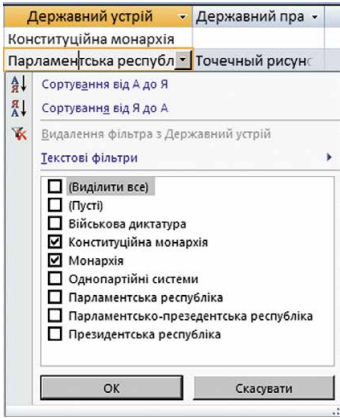 Державний устрій Державний пра
Конституційна монархія
Парламентська республ Точечный рисун
Сортування від А до Я
Сортування від Я до А
Видалення фільтра з Державний устрій
Текстові фільтри
(Виділити все)
(Пусті)
Військова диктатура
Конституційна монархія
Монархія
Однопартійні системи
Парламентська республіка
Парламентсько-презедентська республіка
Президентська республіка
ОК Скасувати